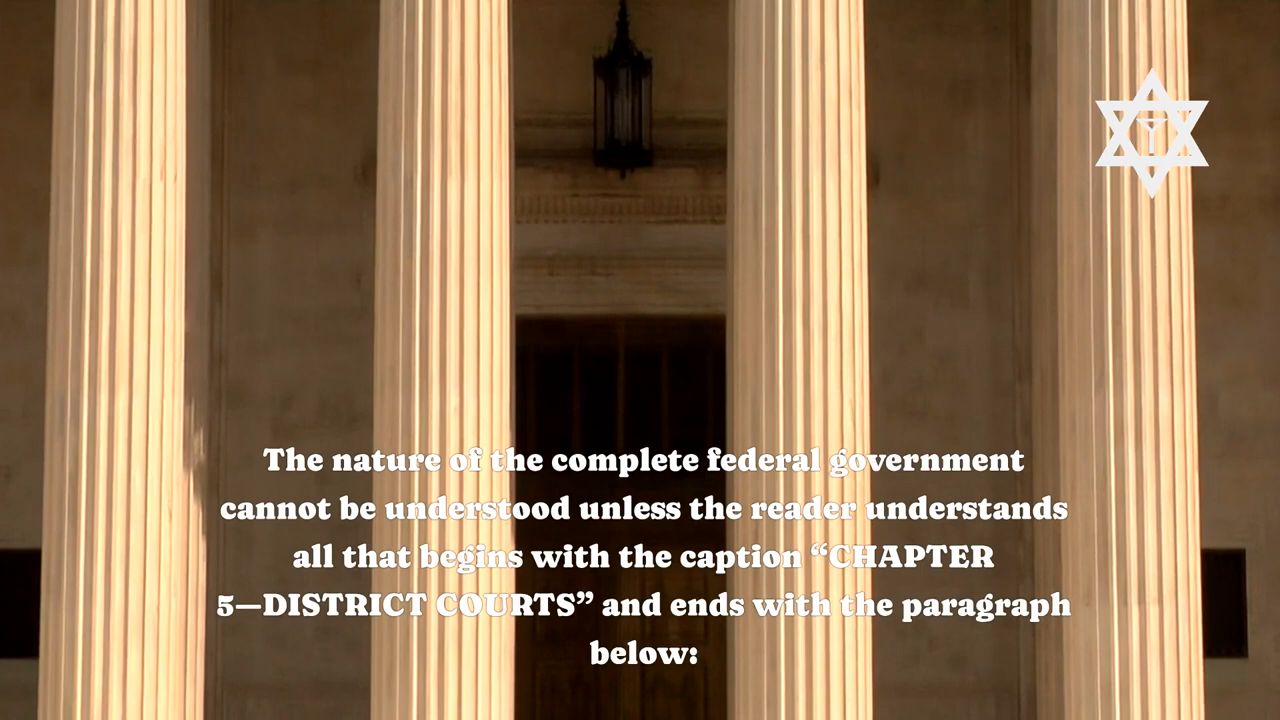 The nature of the complete federal government
cannot be understood unless the reader understands
all that begins with the caption “CHAPTER
5—DISTRICT COURTS” and ends with the paragraph
below: